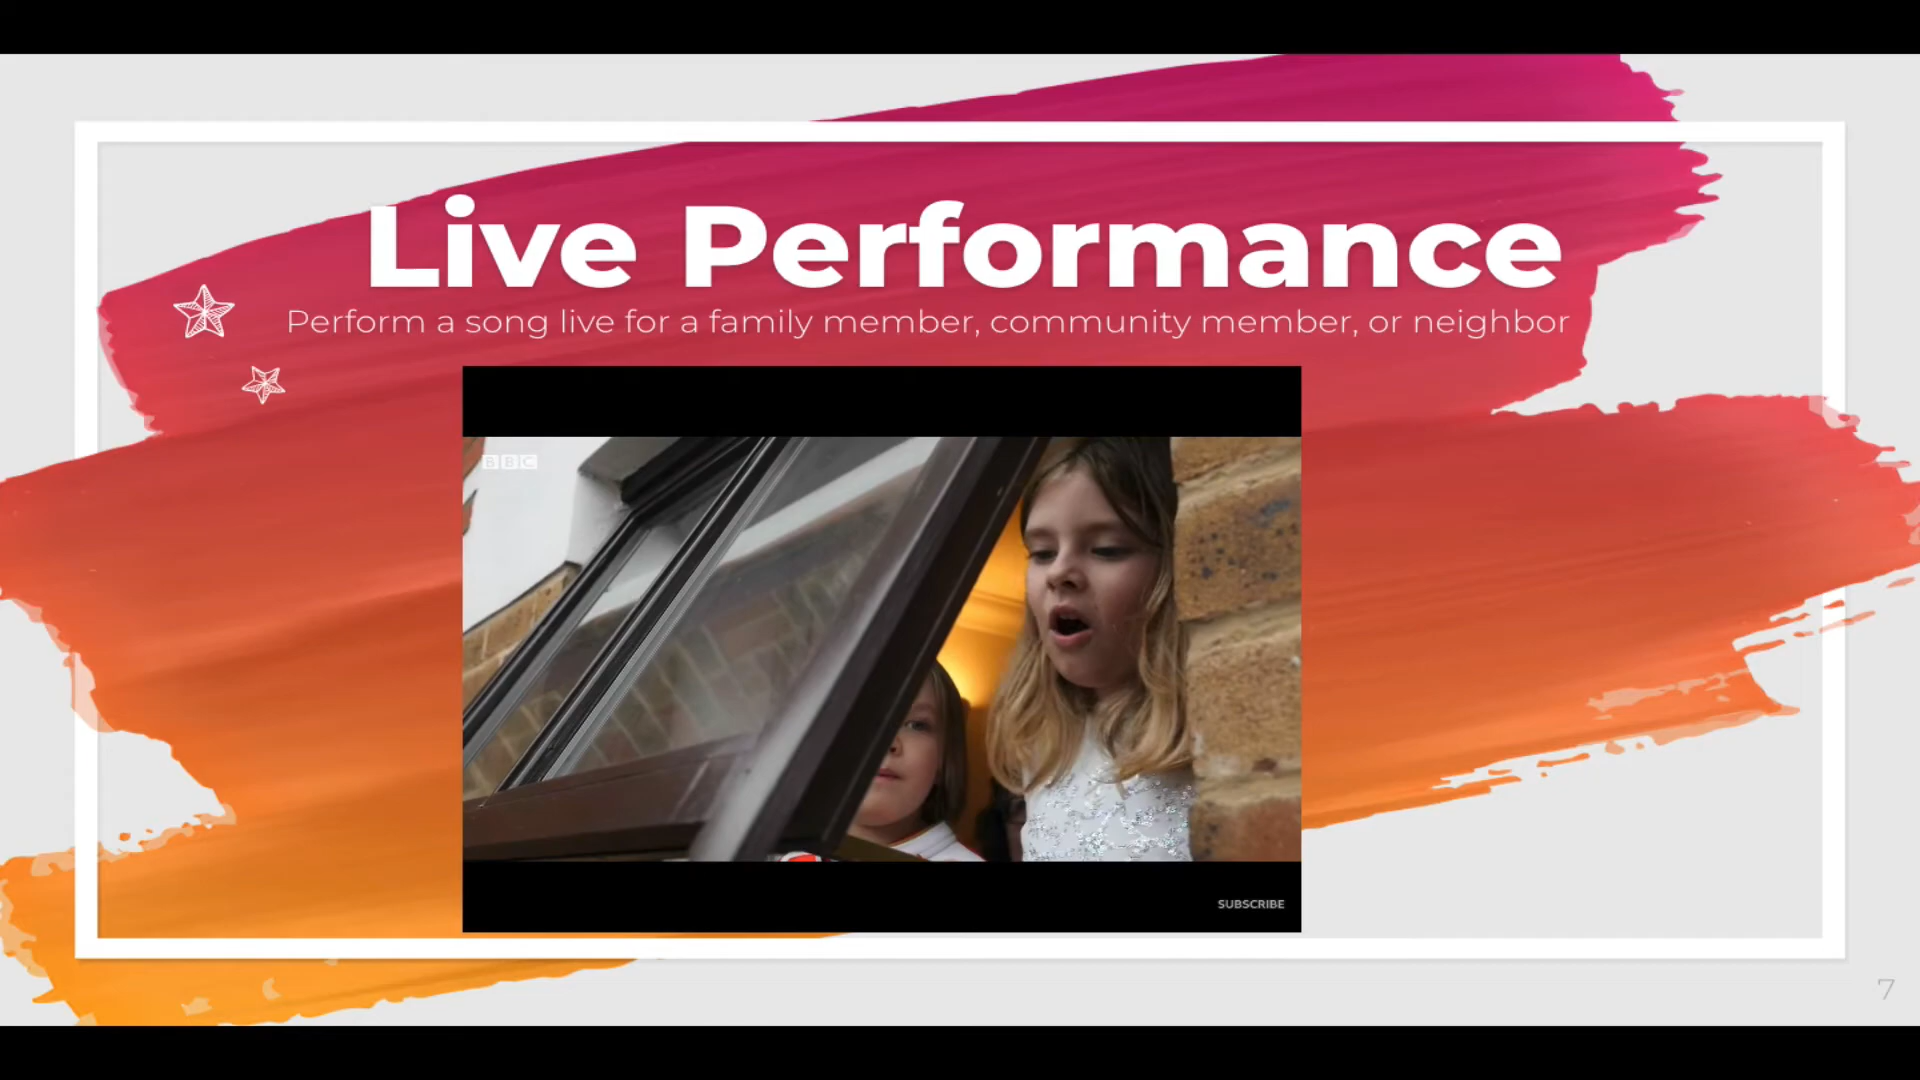 Live Performance
Perform a song live for a family member, community member, or neighbor
BBC
SUBSCRIBE
7